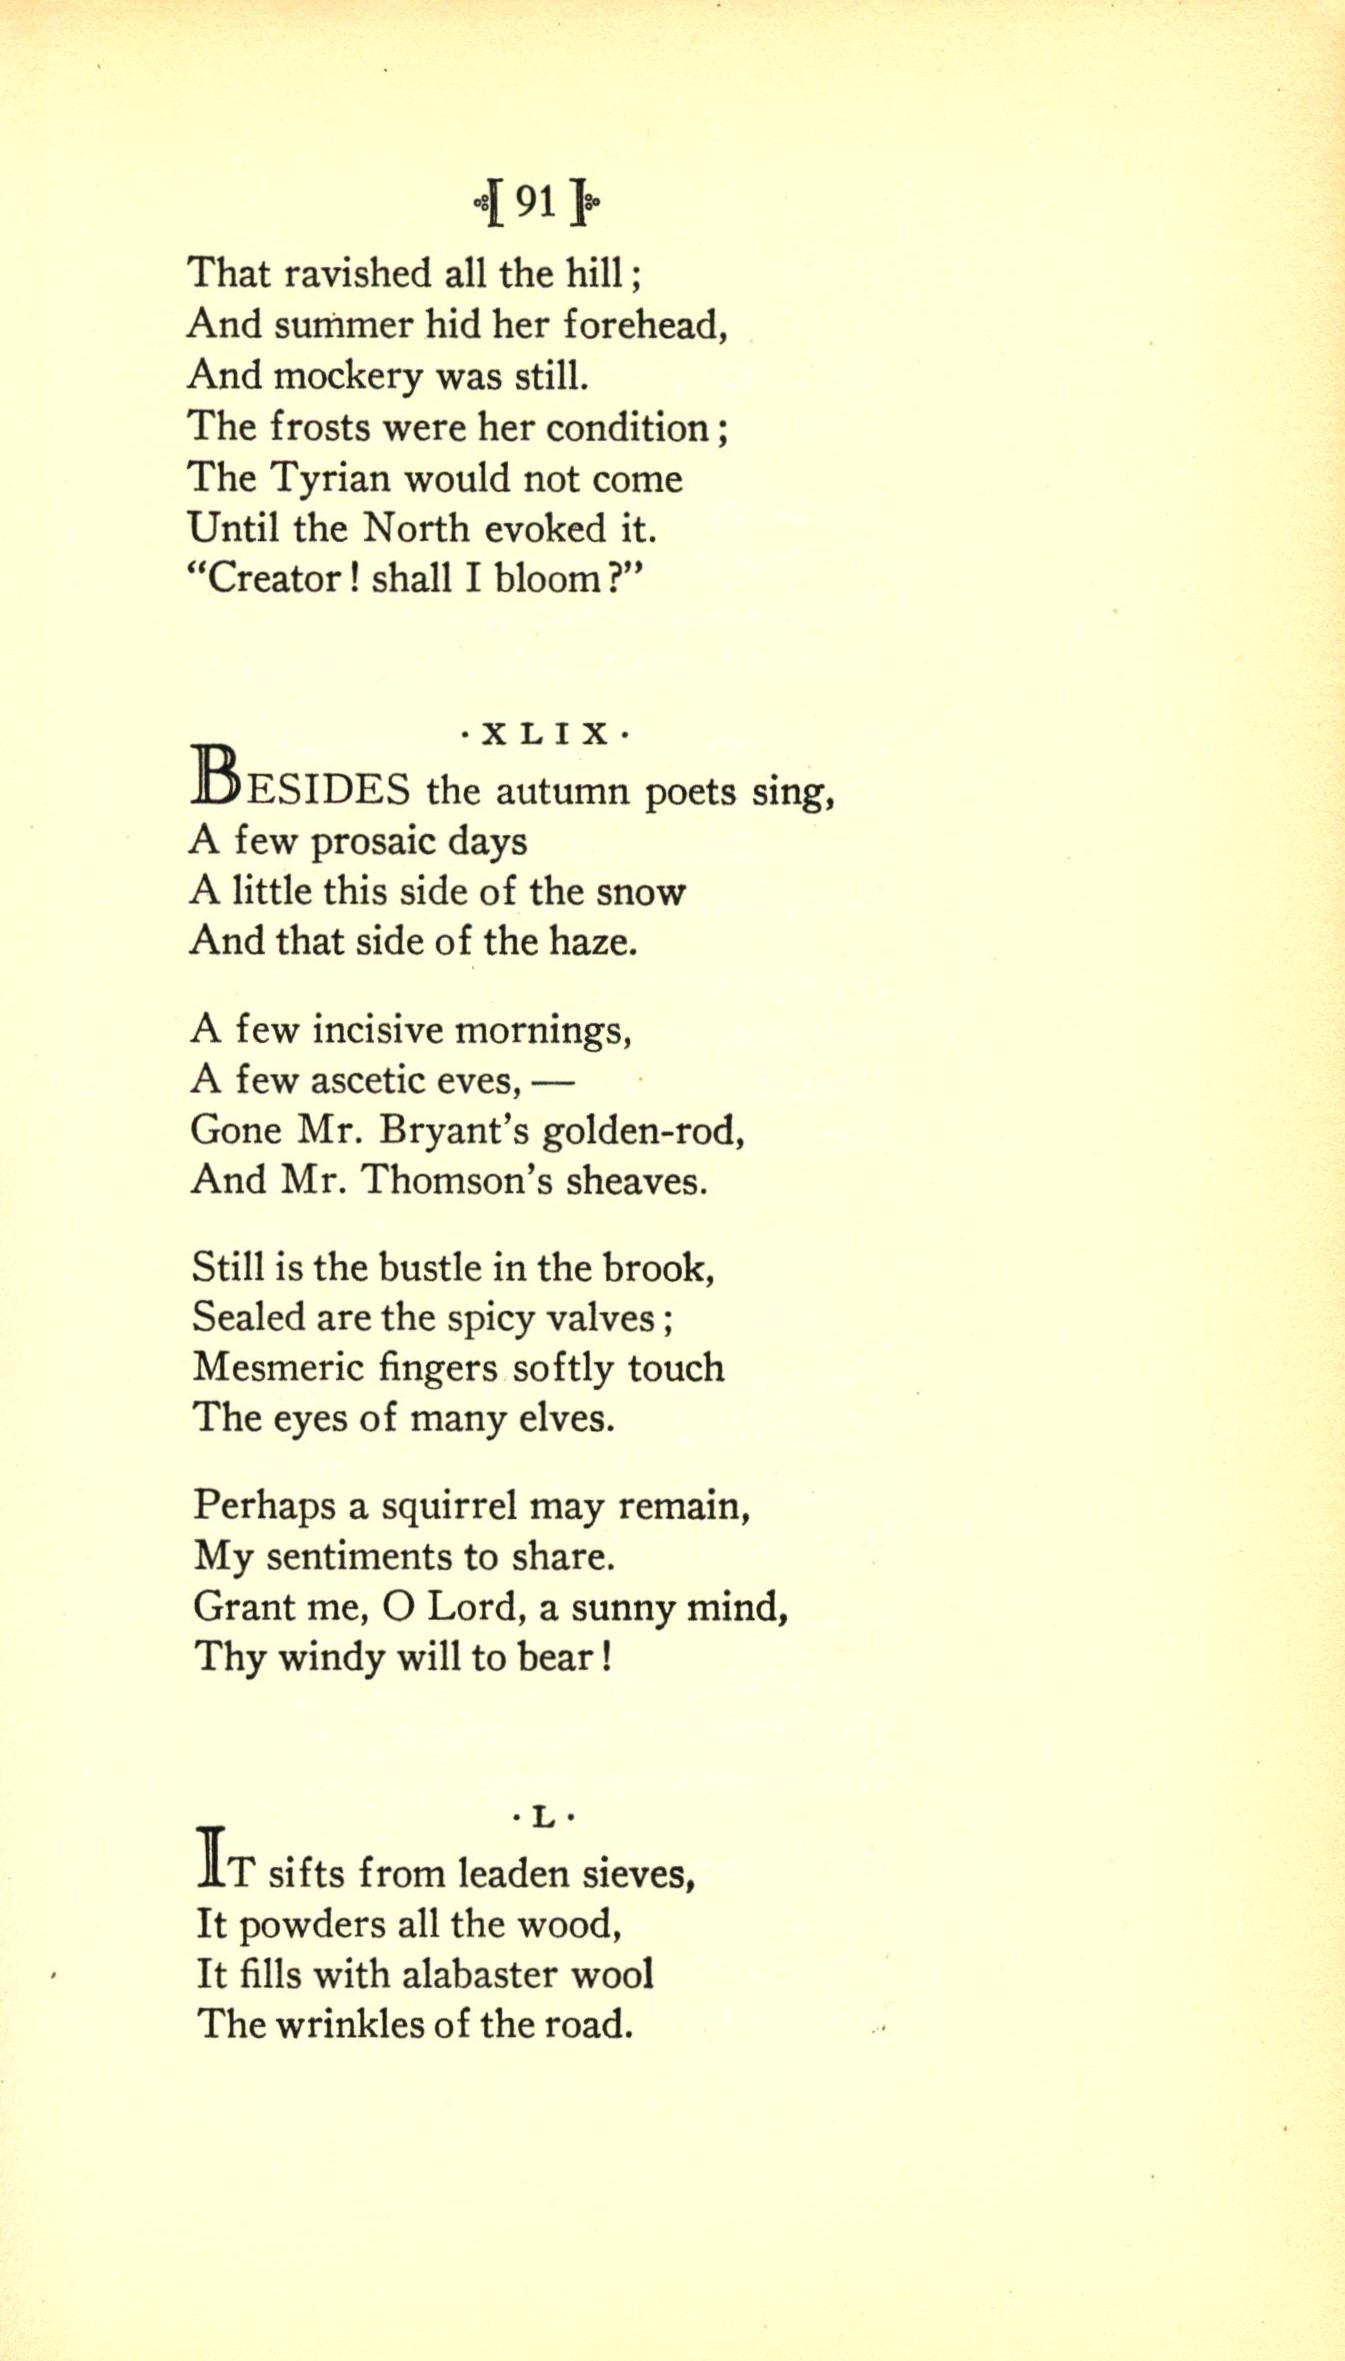 [ 91 ]
That ravished all the hill;
And summer hid her forehead,
And mockery was still.
The frosts were her condition;
The Tyrian would not come
Until the North evoked it.
“Creator! shall I bloom?”
·XLIX·
BESIDES the autumn poets sing,
A few prosaic days
A little this side of the snow
And that side of the haze.
A few incisive mornings,
A few ascetic eves, —
Gone Mr. Bryant’s golden-rod,
And Mr. Thomson’s sheaves.
Still is the bustle in the brook,
Sealed are the spicy valves;
Mesmeric fingers softly touch
The eyes of many elves.
Perhaps a squirrel may remain,
My sentiments to share.
Grant me, O Lord, a sunny mind,
Thy windy will to bear!
·L·
IT sifts from leaden sieves,
It powders all the wood,
It fills with alabaster wool
The wrinkles of the road.